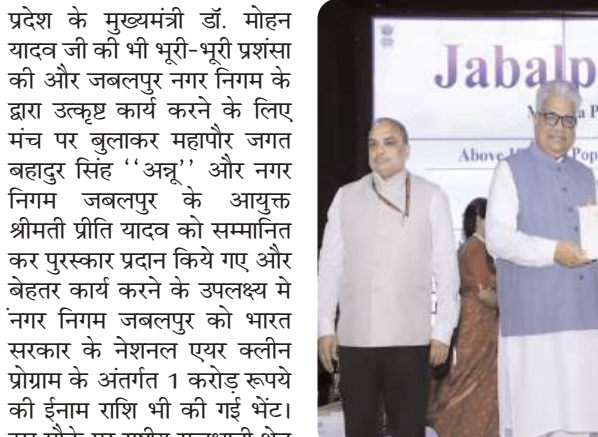 प्रदेश के मुख्यमंत्री डॉ. मोहन
यादव जी की भी भूरी-भूरी प्रशंसा
की और जबलपुर नगर निगम के
द्वारा उत्कृष्ट कार्य करने के लिए
मंच पर बुलाकर महापौर जगत
बहादुर सिंह ‘‘अन्नू’’ और नगर
निगम जबलपुर के आयुक्त
श्रीमती प्रीति यादव को सम्मानित
कर पुरस्कार प्रदान किये गए और
बेहतर कार्य करने के उपलक्ष्य मे
ंनगर निगम जबलपुर को भारत
सरकार के नेशनल एयर क्लीन
प्रोग्राम के अंतर्गत 1 करोड़ रूपये
की ईनाम राशि भी की गई भेंट।
Jabalp
Above